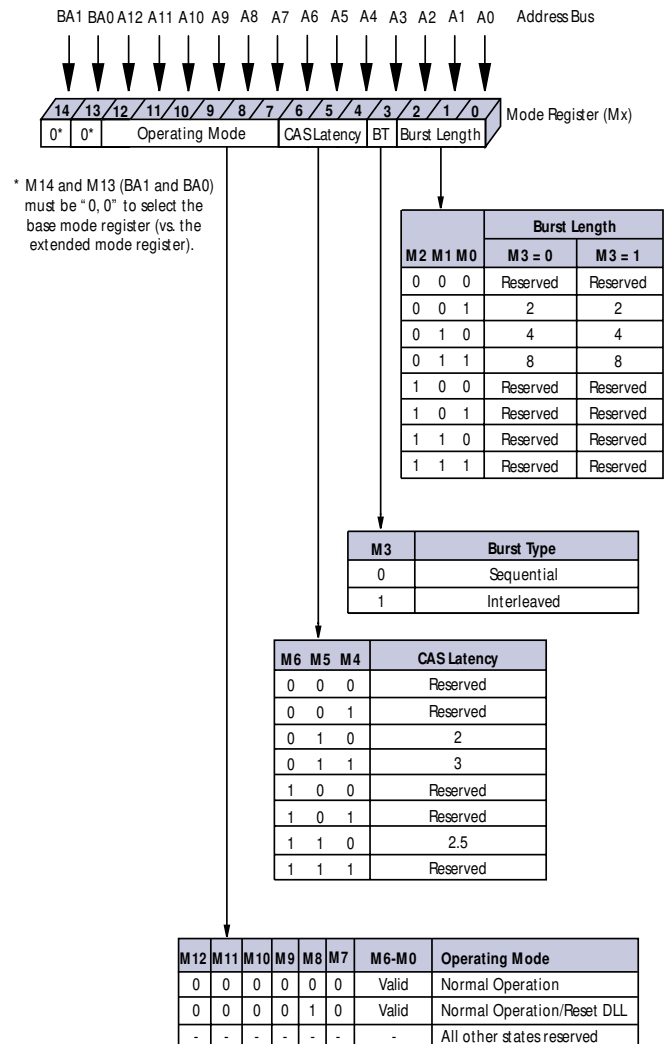 BA1 BA0 A12 A11 A10 A9 A8 A7 A6 A5 A4 A3 A2 A1 A0 Address Bus
14 13 12 11 10 9 8 7 6 5 4 3 2 1 0 Mode Register (Mx)
0* 0* Operating Mode CAS Latency BT Burst Length
* M14 and M13 (BA1 and BA0)
must be "0, 0" to select the
base mode register (vs. the
extended mode register).
Burst Length
M2 M1 M0 M3 = 0 M3 = 1
0 0 0 Reserved Reserved
0 0 1 2 2
0 1 0 4 4
0 1 1 8 8
1 0 0 Reserved Reserved
1 0 1 Reserved Reserved
1 1 0 Reserved Reserved
1 1 1 Reserved Reserved
M3 Burst Type
0 Sequential
1 Interleaved
M6 M5 M4 CAS Latency
0 0 0 Reserved
0 0 1 Reserved
0 1 0 2
0 1 1 3
1 0 0 Reserved
1 0 1 Reserved
1 1 0 2.5
1 1 1 Reserved
M12 M11 M10 M9 M8 M7 M6-M0 Operating Mode
0 0 0 0 0 0 Valid Normal Operation
0 0 0 0 1 0 Valid Normal Operation/Reset DLL
- - - - - - - All other states reserved